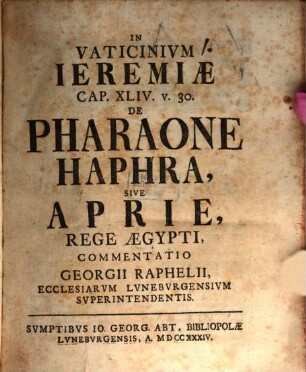 IN
VATICINIVM
IEREMIÆ
CAP. XLIV. v. 30.
DE
PHARAONE
HAPHRA,
SIVE
APRIE,
REGE ÆGYPTI,
COMMENTATIO
GEORGII RAPHELII,
ECCLESIARVM LVNEBVRGENSIVM
SVPERINTENDENTIS.
SVMPTIBVS IO. GEORG. ABT, BIBLIOPOLÆ
LVNEBVRGENSIS, A. MDCCXXXIV.